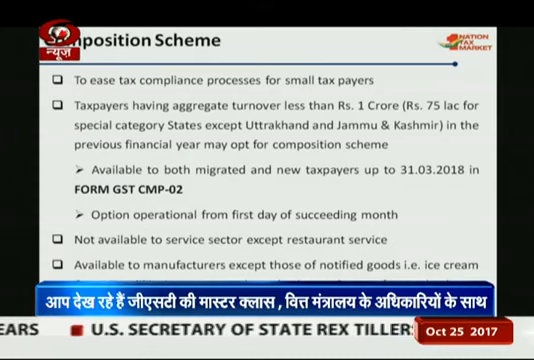 न्यूज़
mposition Scheme
1 NATION
TAX
MARKET
To ease tax compliance processes for small tax payers
Taxpayers having aggregate turnover less than Rs. 1 Crore (Rs. 75 lac for
special category States except Uttrakhand and Jammu & Kashmir) in the
previous financial year may opt for composition scheme
Available to both migrated and new taxpayers up to 31.03.2018 in
FORM GST CMP-02
Option operational from first day of succeeding month
Not available to service sector except restaurant service
Available to manufacturers except those of notified goods i.e. ice cream
आप देख रहे हैं जीएसटी की मास्टर क्लास , वित्त मंत्रालय के अधिकारियों के साथ
EARS U.S. SECRETARY OF STATE REX TILLER Oct 25 2017